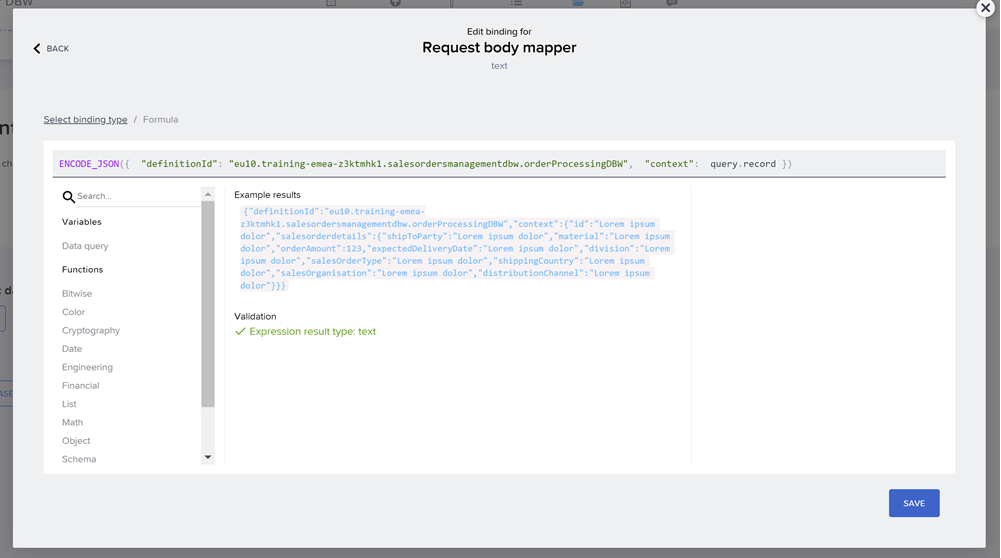 DBW
Edit binding for
BACK
Request body mapper
text
Select binding type / Formula
ENCODE_JSON({ "definitionId": "eu10.training-emea-z3ktmhk1.salesordersmanagementdbw.orderProcessingDBW", "context": query.record })
Search...
Variables
Data query
Functions
Bitwise
Color
Cryptography
Date
Engineering
Financial
List
Math
Object
Schema
Example results
{"definitionId":"eu10.training-emea-
z3ktmhk1.salesordersmanagementdbw.orderProcessingDBW","context":{"id":"Lorem ipsum
dolor","salesorderdetails":{"shipToParty":"Lorem ipsum dolor","material":"Lorem ipsum
dolor","orderAmount":123,"expectedDeliveryDate":"Lorem ipsum dolor","division":"Lorem
ipsum dolor","salesOrderType":"Lorem ipsum dolor","shippingCountry":"Lorem ipsum
dolor","salesOrganisation":"Lorem ipsum dolor","distributionChannel":"Lorem ipsum
dolor"}}}
Validation
Expression result type: text
SAVE